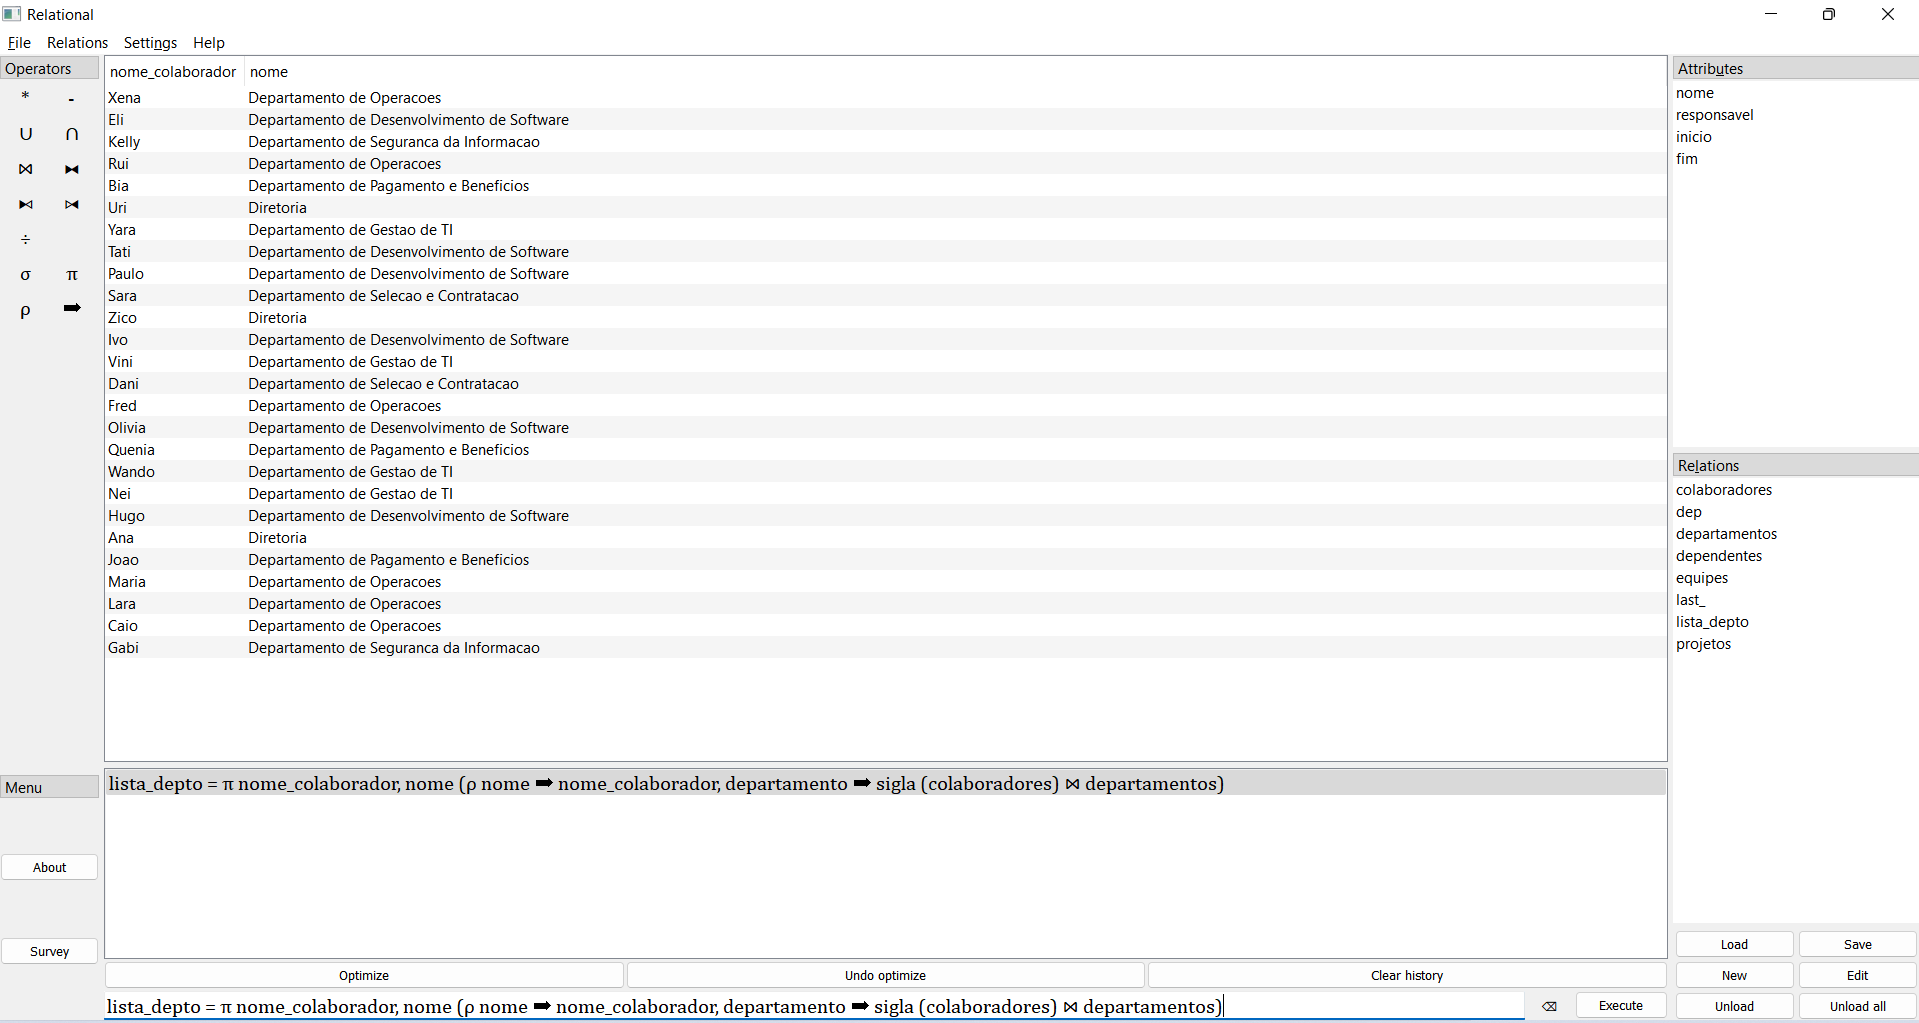 Relational
File Relations Settings Help
Operators
* -
∪ ∩
⋈ ⧓
⧑ ⧒
÷
σ π
ρ ➡
nome_colaborador nome
Xena Departamento de Operacoes
Eli Departamento de Desenvolvimento de Software
Kelly Departamento de Seguranca da Informacao
Rui Departamento de Operacoes
Bia Departamento de Pagamento e Beneficios
Uri Diretoria
Yara Departamento de Gestao de TI
Tati Departamento de Desenvolvimento de Software
Paulo Departamento de Desenvolvimento de Software
Sara Departamento de Selecao e Contratacao
Zico Diretoria
Ivo Departamento de Desenvolvimento de Software
Vini Departamento de Gestao de TI
Dani Departamento de Selecao e Contratacao
Fred Departamento de Operacoes
Olivia Departamento de Desenvolvimento de Software
Quenia Departamento de Pagamento e Beneficios
Wando Departamento de Gestao de TI
Nei Departamento de Gestao de TI
Hugo Departamento de Desenvolvimento de Software
Ana Diretoria
Joao Departamento de Pagamento e Beneficios
Maria Departamento de Operacoes
Lara Departamento de Operacoes
Caio Departamento de Operacoes
Gabi Departamento de Seguranca da Informacao
Attributes
nome
responsavel
inicio
fim
Relations
colaboradores
dep
departamentos
dependentes
equipes
last_
lista_depto
projetos
Menu
About
Survey
lista_depto = π nome_colaborador, nome (ρ nome ➡ nome_colaborador, departamento ➡ sigla (colaboradores) ⋈ departamentos)
Optimize Undo optimize Clear history
lista_depto = π nome_colaborador, nome (ρ nome ➡ nome_colaborador, departamento ➡ sigla (colaboradores) ⋈ departamentos)
⌫ Execute
Load Save
New Edit
Unload Unload all